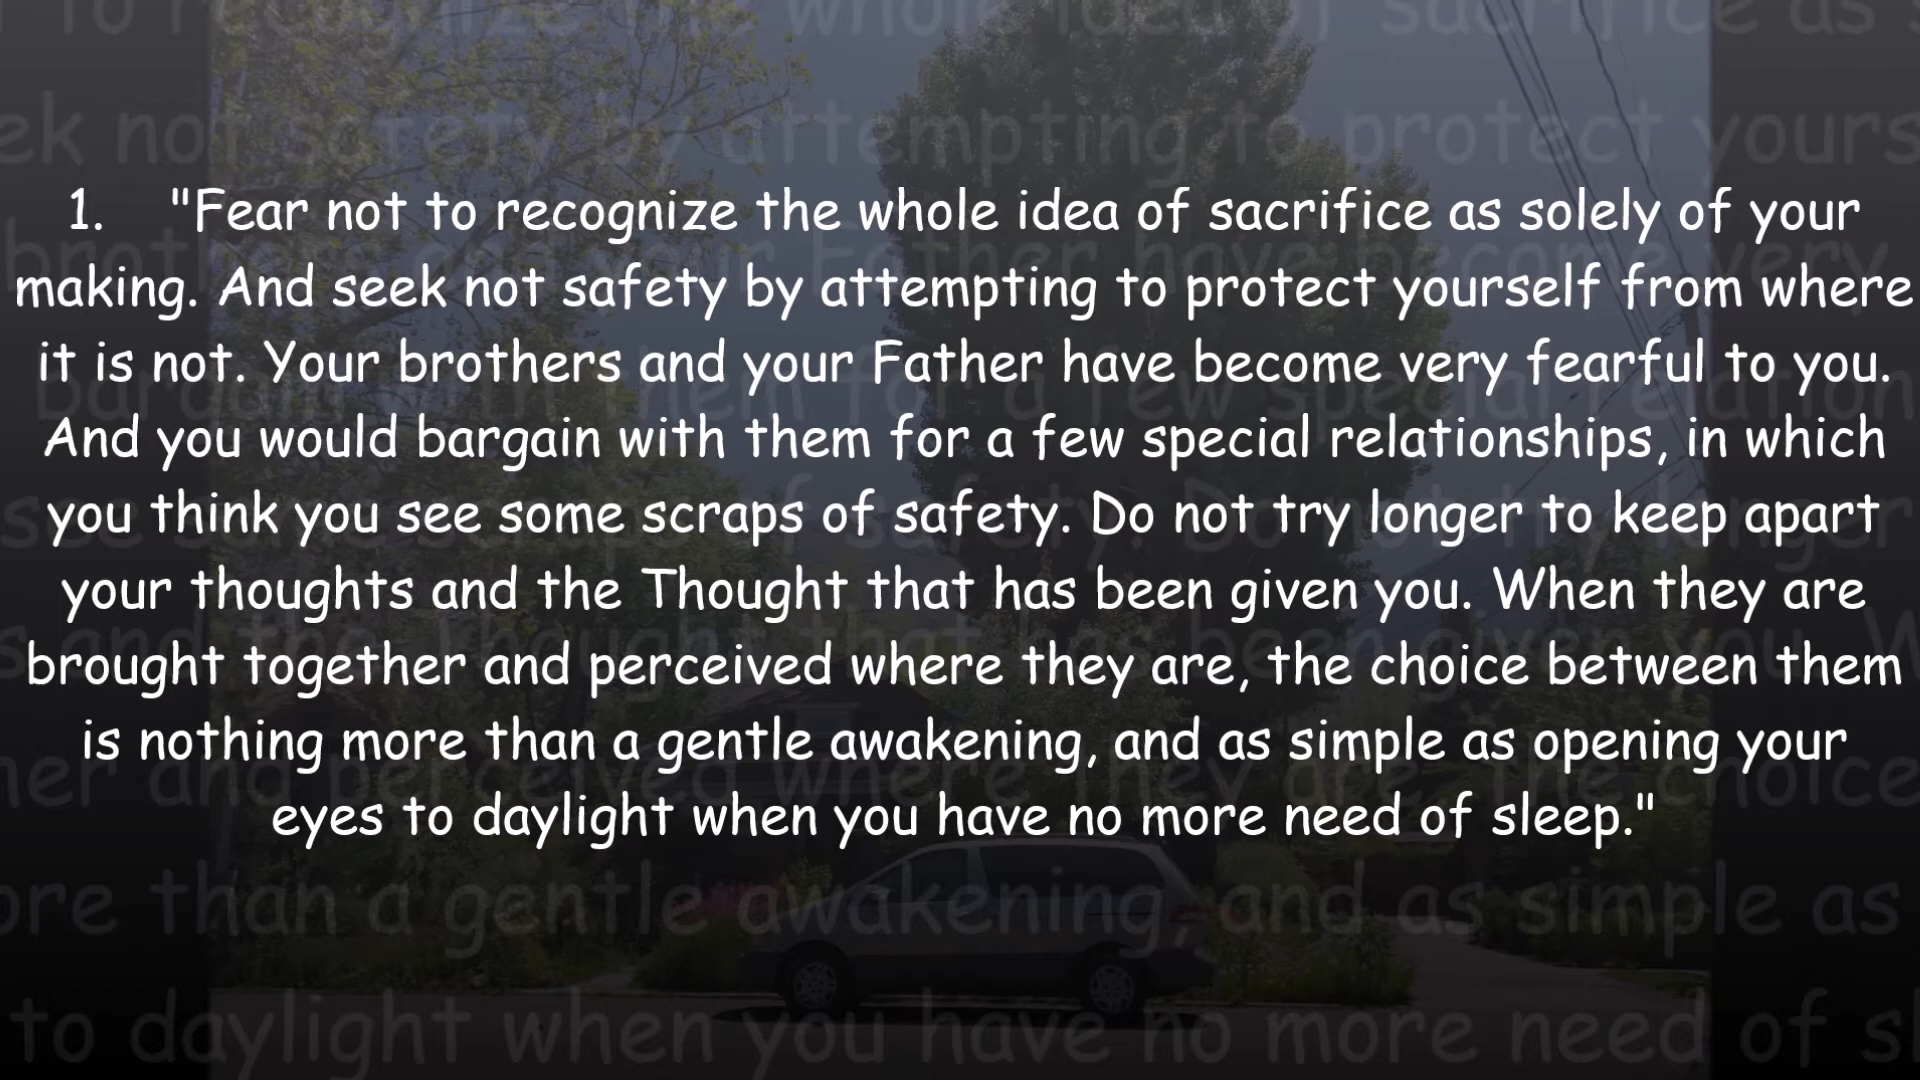 1. "Fear not to recognize the whole idea of sacrifice as solely of your
making. And seek not safety by attempting to protect yourself from where
it is not. Your brothers and your Father have become very fearful to you.
And you would bargain with them for a few special relationships, in which
you think you see some scraps of safety. Do not try longer to keep apart
your thoughts and the Thought that has been given you. When they are
brought together and perceived where they are, the choice between them
is nothing more than a gentle awakening, and as simple as opening your
eyes to daylight when you have no more need of sleep."